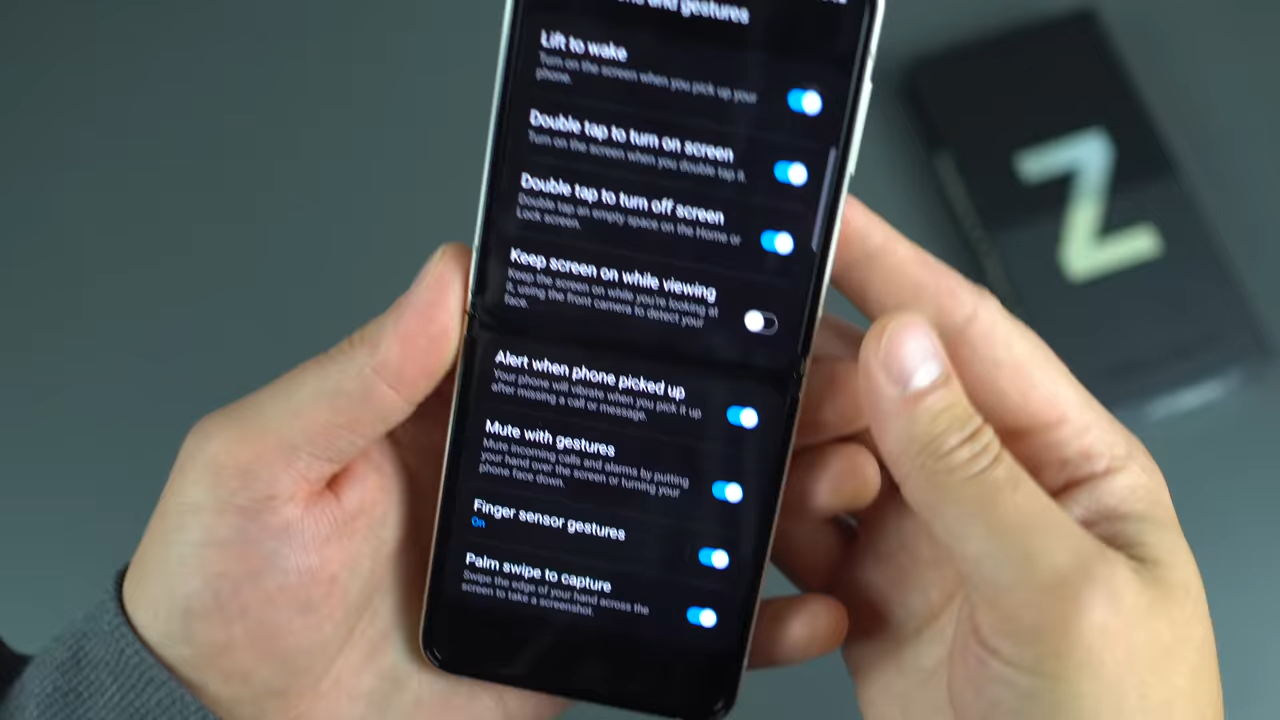 and gestures
Lift to wake
Turn on the screen when you pick up your
phone.
Double tap to turn on screen
Turn on the screen when you double tap it.
Double tap to turn off screen
Double tap an empty space on the Home or
Lock screen.
Keep screen on while viewing
Keep the screen on while you're looking at
it, using the front camera to detect your
face.
Alert when phone picked up
Your phone will vibrate when you pick it up
after missing a call or message.
Mute with gestures
Mute incoming calls and alarms by putting
your hand over the screen or turning your
phone face down.
Finger sensor gestures
On
Palm swipe to capture
Swipe the edge of your hand across the
screen to take a screenshot.
Z